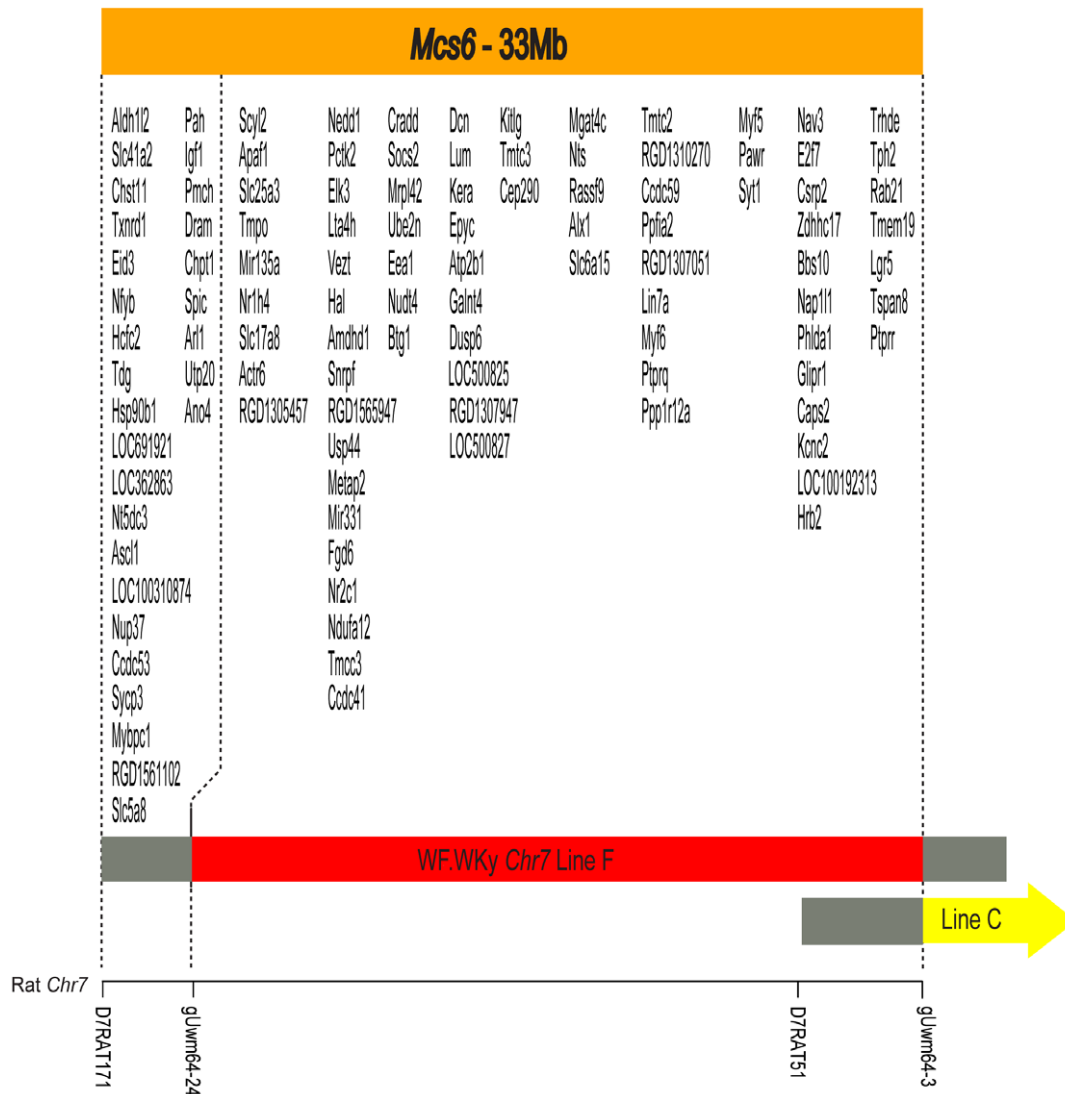 Mcs6 - 33Mb
Aldh1l2
Slc41a2
Chst11
Txnrd1
Eid3
Nfyb
Hcfc2
Tdg
Hsp90b1
LOC691921
LOC362863
Nt5dc3
Ascl1
LOC100310874
Nup37
Ccdc53
Sycp3
Mybpc1
RGD1561102
Slc5a8
Pah
Igf1
Pmch
Dram
Chpt1
Spic
Arl1
Utp20
Ano4
Scyl2
Apaf1
Slc25a3
Tmpo
Mir135a
Nr1h4
Slc17a8
Actr6
RGD1305457
Nedd1
Pctk2
Elk3
Lta4h
Vezt
Hal
Amdhd1
Snrpf
RGD1565947
Usp44
Metap2
Mir331
Fgd6
Nr2c1
Ndufa12
Tmcc3
Ccdc41
Cradd
Socs2
Mrpl42
Ube2n
Eea1
Nudt4
Btg1
Dcn
Lum
Kera
Epyc
Atp2b1
Galnt4
Dusp6
LOC500825
RGD1307947
LOC500827
Kitlg
Tmtc3
Cep290
Mgat4c
Nts
Rassf9
Alx1
Slc6a15
Tmtc2
RGD1310270
Ccdc59
Ppfia2
RGD1307051
Lin7a
Myf6
Ptprq
Ppp1r12a
Myf5
Pawr
Syt1
Nav3
E2f7
Csrp2
Zdhhc17
Bbs10
Nap1l1
Phlda1
Glipr1
Caps2
Kcnc2
LOC100192313
Hrb2
Trhde
Tph2
Rab21
Tmem19
Lgr5
Tspan8
Ptprr
WF.WKy Chr7 Line F
Line C
Rat Chr7
D7RAT171
gUwm64-24
D7RAT51
gUwm64-3